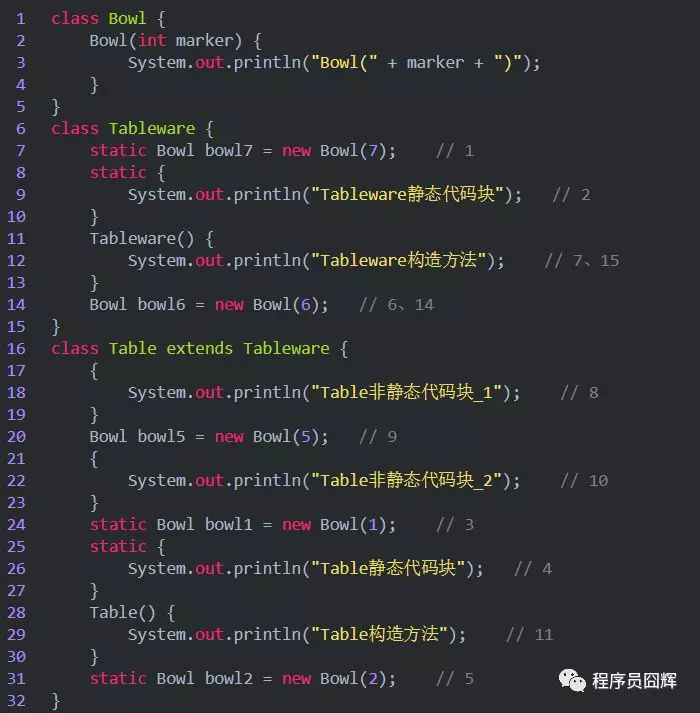 1 class Bowl {
2 Bowl(int marker) {
3 System.out.println("Bowl(" + marker + ")");
4 }
5 }
6 class Tableware {
7 static Bowl bowl7 = new Bowl(7); // 1
8 static {
9 System.out.println("Tableware静态代码块"); // 2
10 }
11 Tableware() {
12 System.out.println("Tableware构造方法"); // 7、15
13 }
14 Bowl bowl6 = new Bowl(6); // 6、14
15 }
16 class Table extends Tableware {
17 {
18 System.out.println("Table非静态代码块_1"); // 8
19 }
20 Bowl bowl5 = new Bowl(5); // 9
21 {
22 System.out.println("Table非静态代码块_2"); // 10
23 }
24 static Bowl bowl1 = new Bowl(1); // 3
25 static {
26 System.out.println("Table静态代码块"); // 4
27 }
28 Table() {
29 System.out.println("Table构造方法"); // 11
30 }
31 static Bowl bowl2 = new Bowl(2); // 5
32 }
程序员囧辉